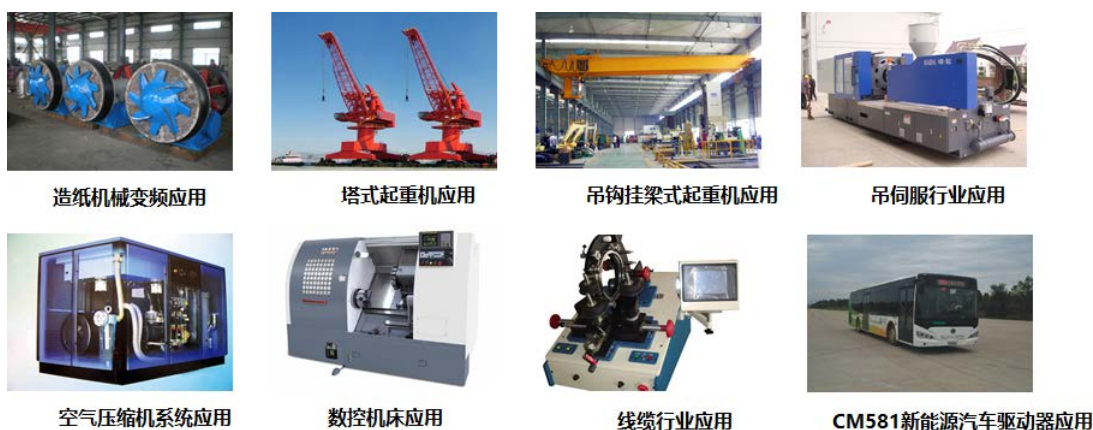 造纸机械变频应用
塔式起重机应用
吊钩挂梁式起重机应用
吊伺服行业应用
空气压缩机系统应用
数控机床应用
线缆行业应用
CM581新能源汽车驱动器应用